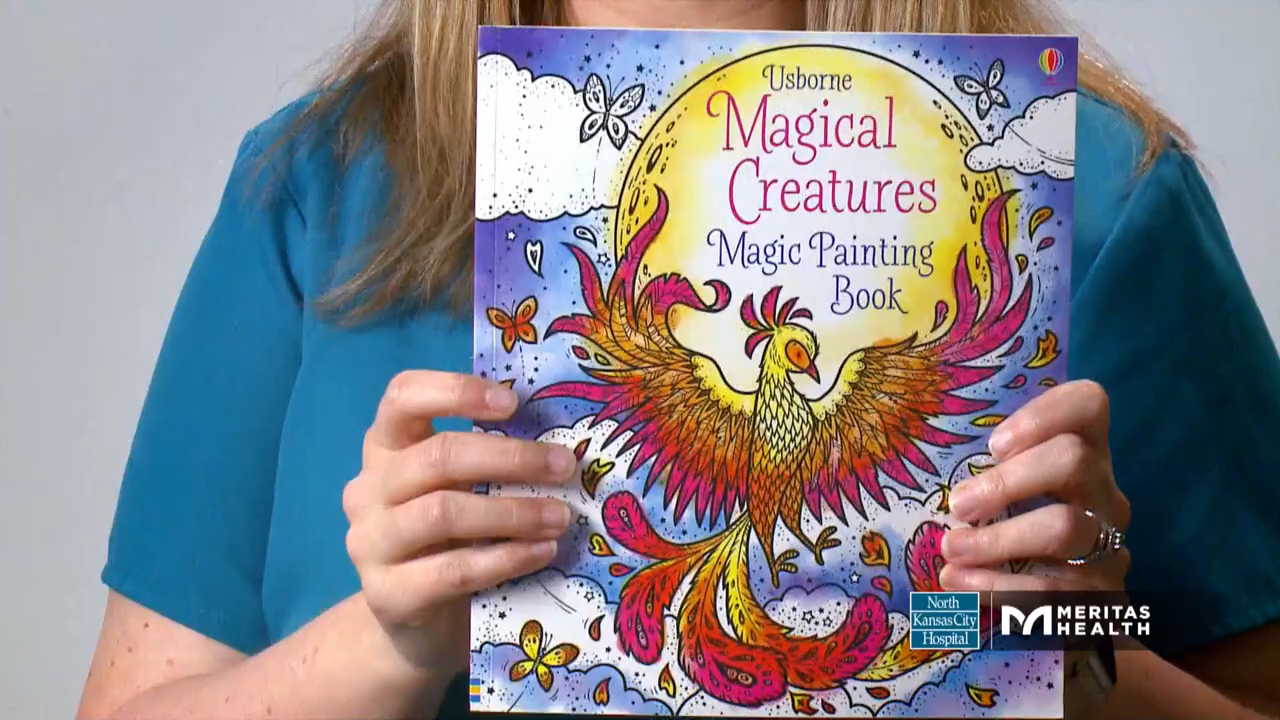 Usborne
Magical
Creatures
Magic Painting
Book
North
Kansas City
Hospital
MERITAS
HEALTH